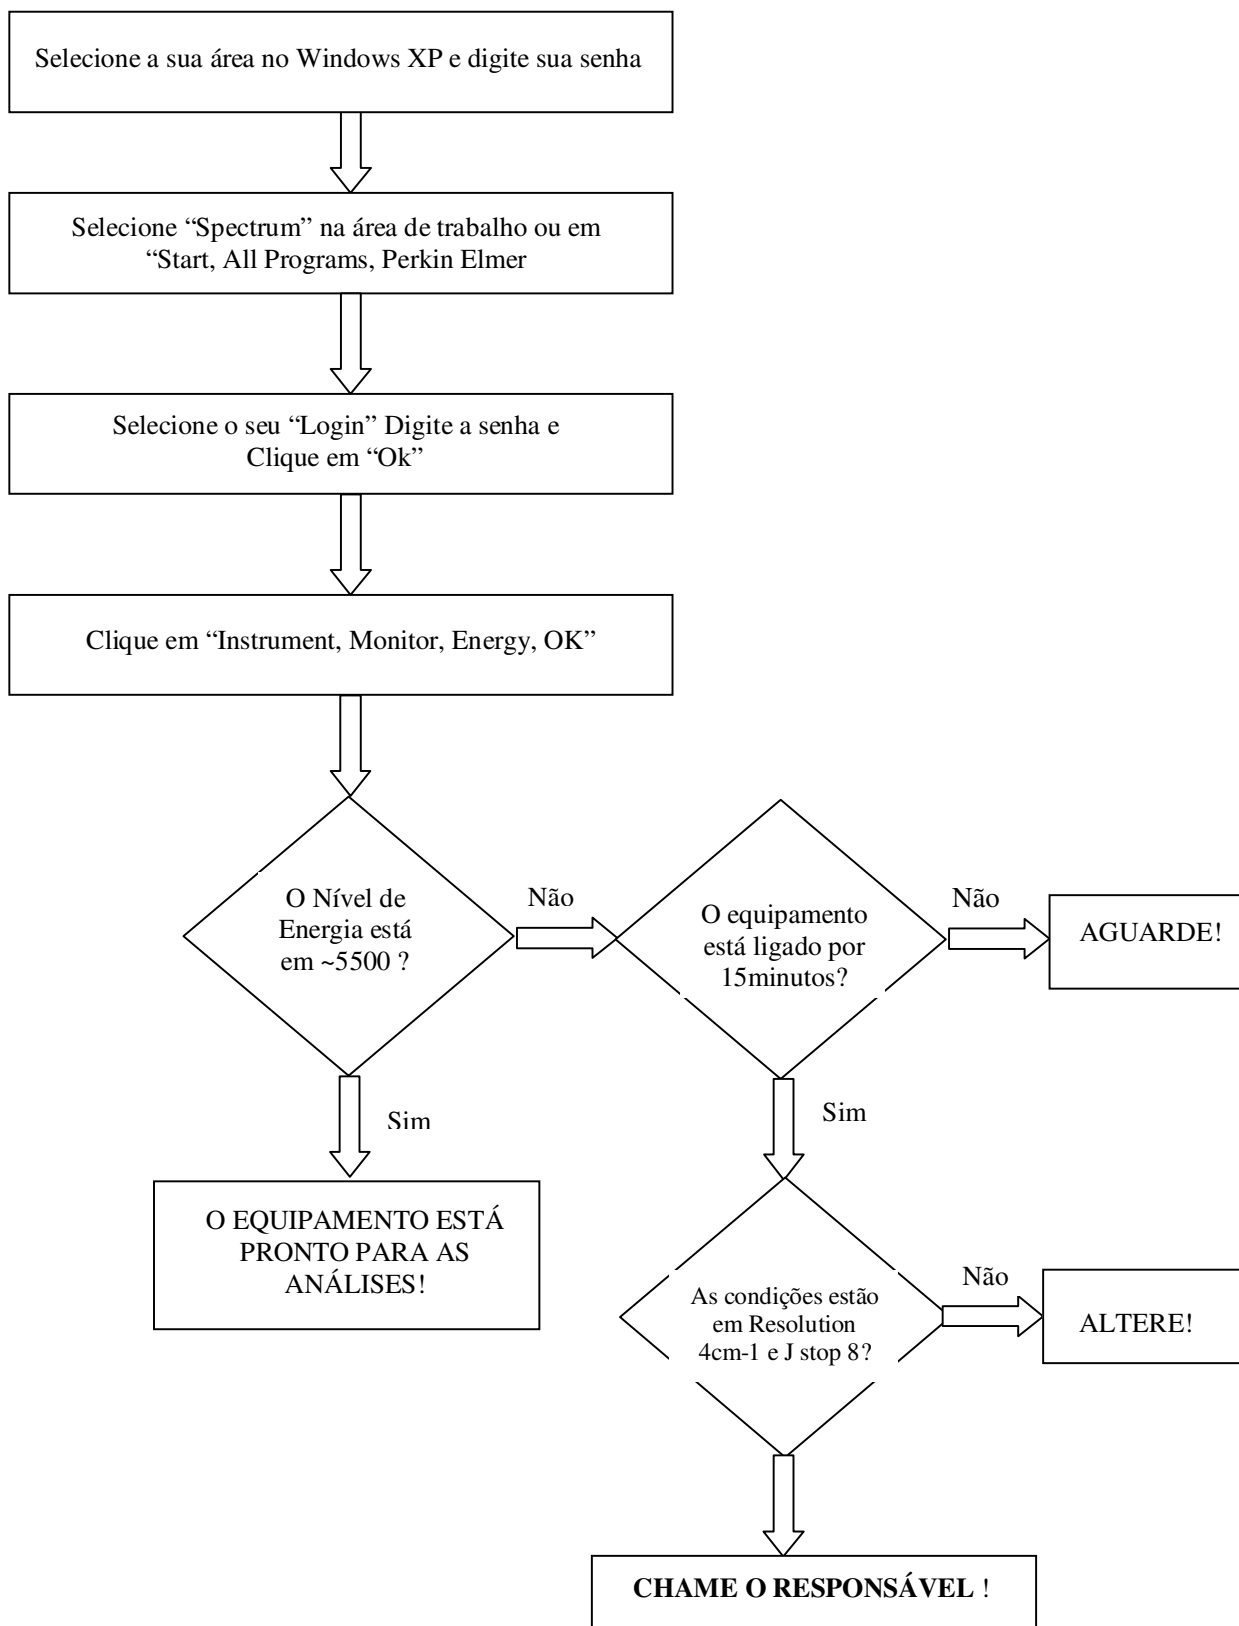 Selecione a sua área no Windows XP e digite sua senha
Selecione “Spectrum” na área de trabalho ou em
“Start, All Programs, Perkin Elmer
Selecione o seu “Login” Digite a senha e
Clique em “Ok”
Clique em “Instrument, Monitor, Energy, OK”
O Nível de
Energia está
em ~5500 ?
Não
O equipamento
está ligado por
15minutos?
Não
AGUARDE!
Sim
Sim
O EQUIPAMENTO ESTÁ
PRONTO PARA AS
ANÁLISES!
As condições estão
em Resolution
4cm-1 e J stop 8?
Não
ALTERE!
CHAME O RESPONSÁVEL !